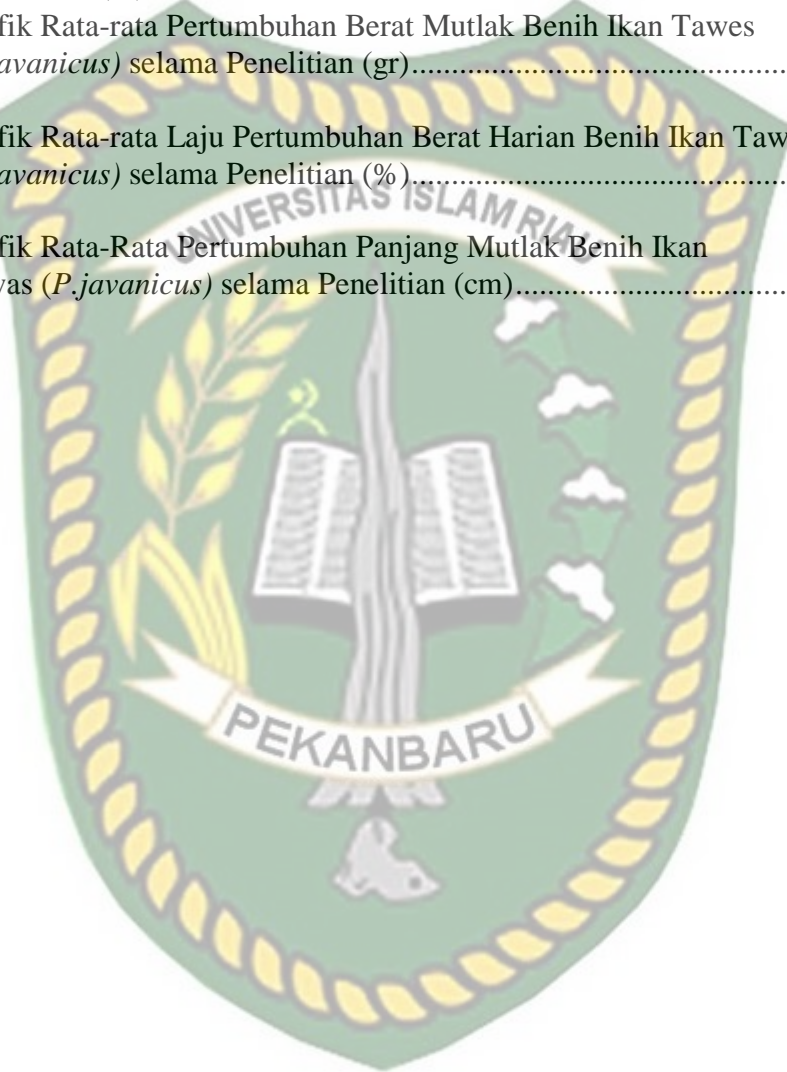 fik Rata-rata Pertumbuhan Berat Mutlak Benih Ikan Tawes
avanicus) selama Penelitian (gr)..................................................
fik Rata-rata Laju Pertumbuhan Berat Harian Benih Ikan Taw
avanicus) selama Penelitian (%)..................................................
UNIVERSITAS ISLAM RIAU
fik Rata-Rata Pertumbuhan Panjang Mutlak Benih Ikan
(P.javanicus) selama Penelitian (cm)....................................
PEKANBARU